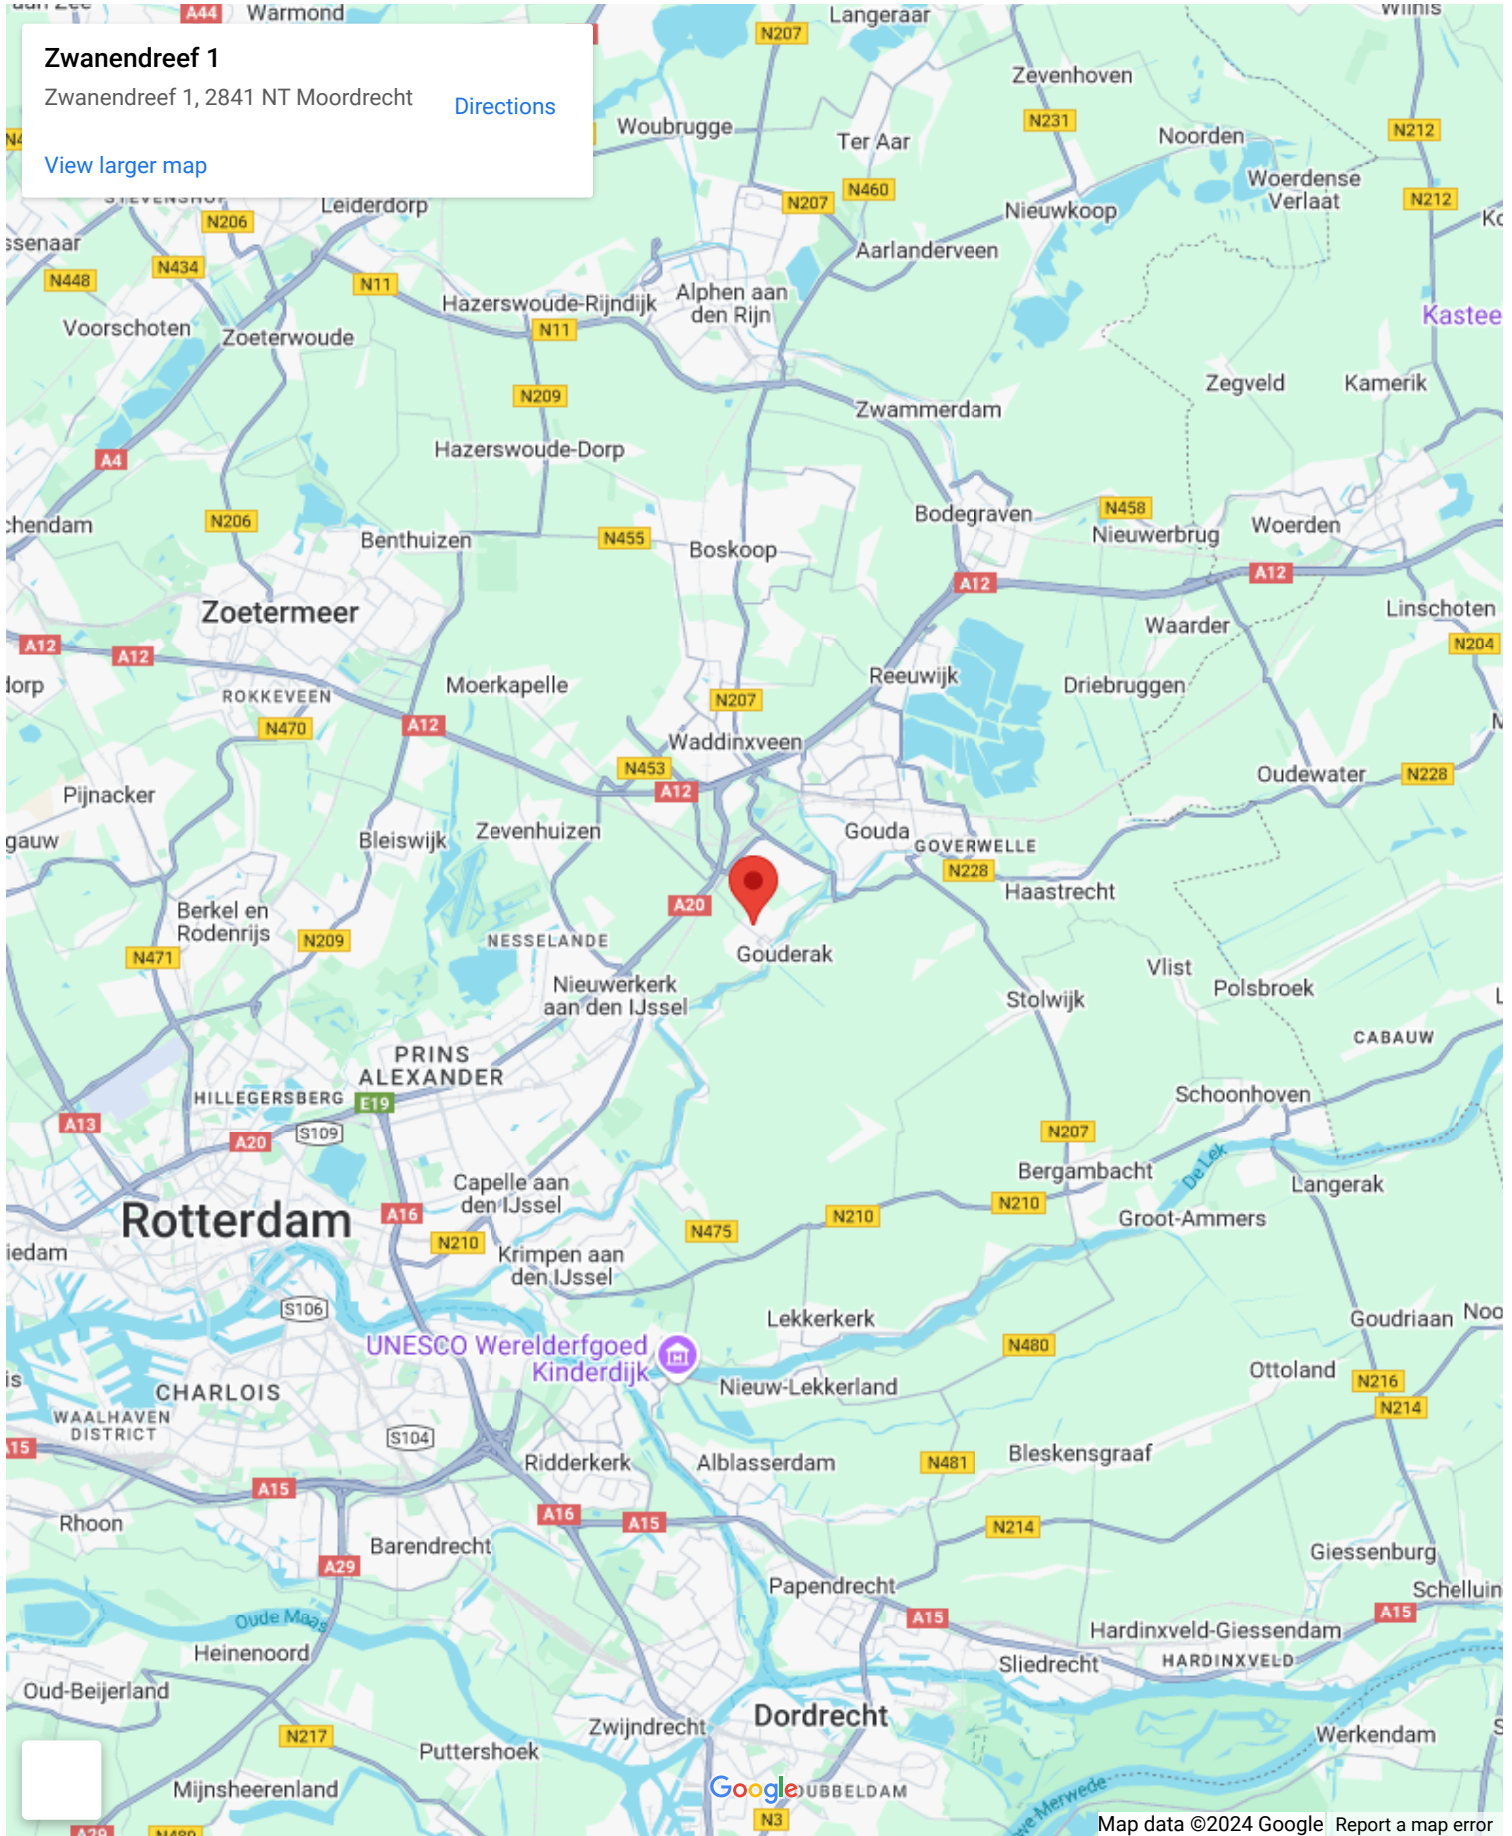 Zwanendreef 1
Zwanendreef 1, 2841 NT Moordrecht
Directions
View larger map
A44
Warmond
N207
Langeraar
Zevenhoven
N231
Woubrugge
Ter Aar
Noorden
N212
N460
Woerdense
Verlaat
N207
N212
Leiderdorp
N206
Nieuwkoop
Aarlanderveen
N434
N448
N11
Hazerswoude-Rijndijk
Alphen aan
den Rijn
Voorschoten
Zoeterwoude
N11
Kastee
N209
Zegveld
Kamerik
Zwammerdam
Hazerswoude-Dorp
A4
N206
Benthuizen
N455
Boskoop
Bodegraven
N458
Nieuwerbrug
Woerden
A12
A12
Zoetermeer
Linschoten
Waarder
N204
A12
A12
ROKKEVEEN
Moerkapelle
Reeuwijk
Driebruggen
N207
N470
A12
Waddinxveen
N453
A12
Oudewater
N228
Pijnacker
Bleiswijk
Zevenhuizen
Gouda
GOVERWELLE
N228
Haastrecht
A20
Berkel en
Rodenrijs
N209
NESSELANDE
Gouderak
N471
Vlist
Polsbroek
Nieuwerkerk
aan den IJssel
Stolwijk
CABAUW
PRINS
ALEXANDER
HILLEGERSBERG
E19
Schoonhoven
A13
S109
A20
N207
Bergambacht
De Lek
Langerak
Capelle aan
den IJssel
Rotterdam
A16
N210
N210
N475
Groot-Ammers
N210
Krimpen aan
den IJssel
S106
Lekkerkerk
Goudriaan
UNESCO Werelderfgoed
Kinderdijk
N480
Ottoland
N216
Nieuw-Lekkerland
CHARLOIS
N214
WAALHAVEN
DISTRICT
S104
A15
Ridderkerk
Alblasserdam
N481
Bleskensgraaf
A15
A16
A15
Rhoon
N214
Barendrecht
A29
Giessenburg
Papendrecht
Schelluin
A15
A15
Oude Maas
Hardinxveld-Giessendam
Heinenoord
Sliedrecht
HARDINXVELD
Oud-Beijerland
Dordrecht
Zwijndrecht
Werkendam
N217
Puttershoek
Mijnsheerenland
Google
DUBBELDAM
N3
we Merwede
A29
N489
Map data ©2024 Google
Report a map error